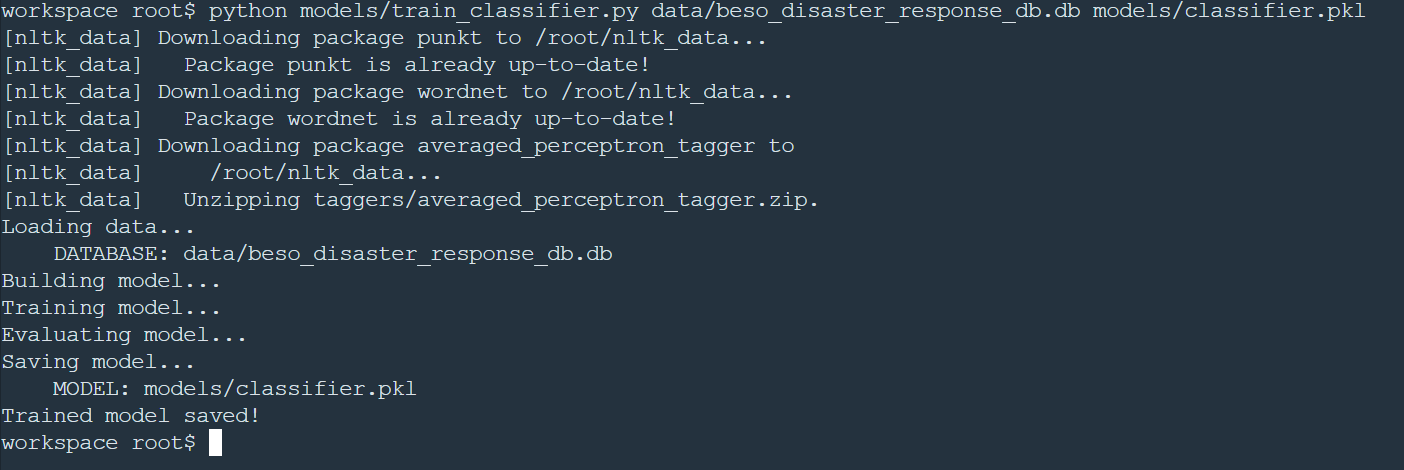 workspace root$ python models/train_classifier.py data/beso_disaster_response_db.db models/classifier.pkl
[nltk_data] Downloading package punkt to /root/nltk_data...
[nltk_data]   Package punkt is already up-to-date!
[nltk_data] Downloading package wordnet to /root/nltk_data...
[nltk_data]   Package wordnet is already up-to-date!
[nltk_data] Downloading package averaged_perceptron_tagger to
[nltk_data]     /root/nltk_data...
[nltk_data]   Unzipping taggers/averaged_perceptron_tagger.zip.
Loading data...
    DATABASE: data/beso_disaster_response_db.db
Building model...
Training model...
Evaluating model...
Saving model...
    MODEL: models/classifier.pkl
Trained model saved!
workspace root$